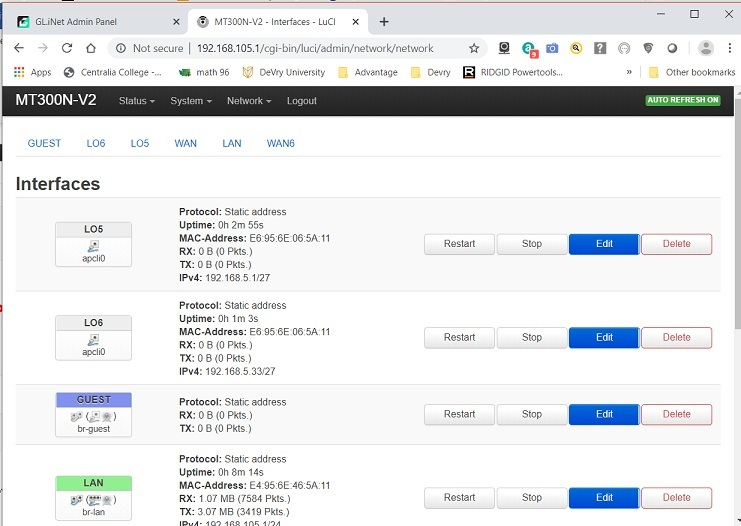 GLiNet Admin Panel
MT300N-V2 - Interfaces - LuCI
Not secure | 192.168.105.1/cgi-bin/luci/admin/network/network
Apps Centralia College -... math 96 DeVry University Advantage Devry RIDGID Powertools... » Other bookmarks
MT300N-V2 Status System Network Logout AUTO REFRESH ON
GUEST LO6 LO5 WAN LAN WAN6
Interfaces
LO5
apcli0
Protocol: Static address
Uptime: 0h 2m 55s
MAC-Address: E6:95:6E:06:5A:11
RX: 0 B (0 Pkts.)
TX: 0 B (0 Pkts.)
IPv4: 192.168.5.1/27
Restart Stop Edit Delete
LO6
apcli0
Protocol: Static address
Uptime: 0h 1m 3s
MAC-Address: E6:95:6E:06:5A:11
RX: 0 B (0 Pkts.)
TX: 0 B (0 Pkts.)
IPv4: 192.168.5.33/27
Restart Stop Edit Delete
GUEST
br-guest
Protocol: Static address
RX: 0 B (0 Pkts.)
TX: 0 B (0 Pkts.)
Restart Stop Edit Delete
LAN
br-lan
Protocol: Static address
Uptime: 0h 8m 14s
MAC-Address: E4:95:6E:46:5A:11
RX: 1.07 MB (7584 Pkts.)
TX: 3.07 MB (3419 Pkts.)
IPv4: 192.168.105.1/24
Restart Stop Edit Delete